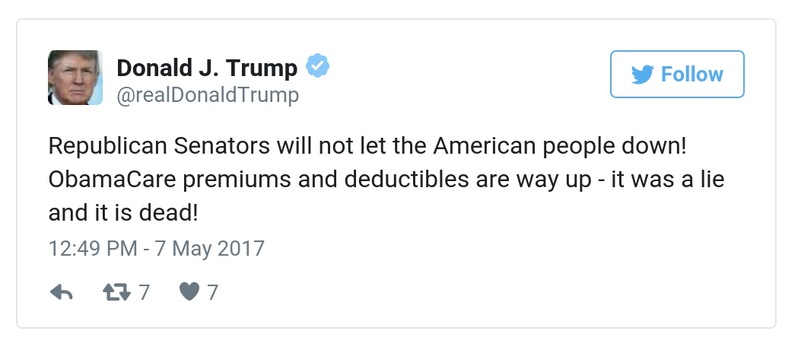 Donald J. Trump
@realDonaldTrump
Follow
Republican Senators will not let the American people down!
ObamaCare premiums and deductibles are way up - it was a lie
and it is dead!
12:49 PM - 7 May 2017
7 7